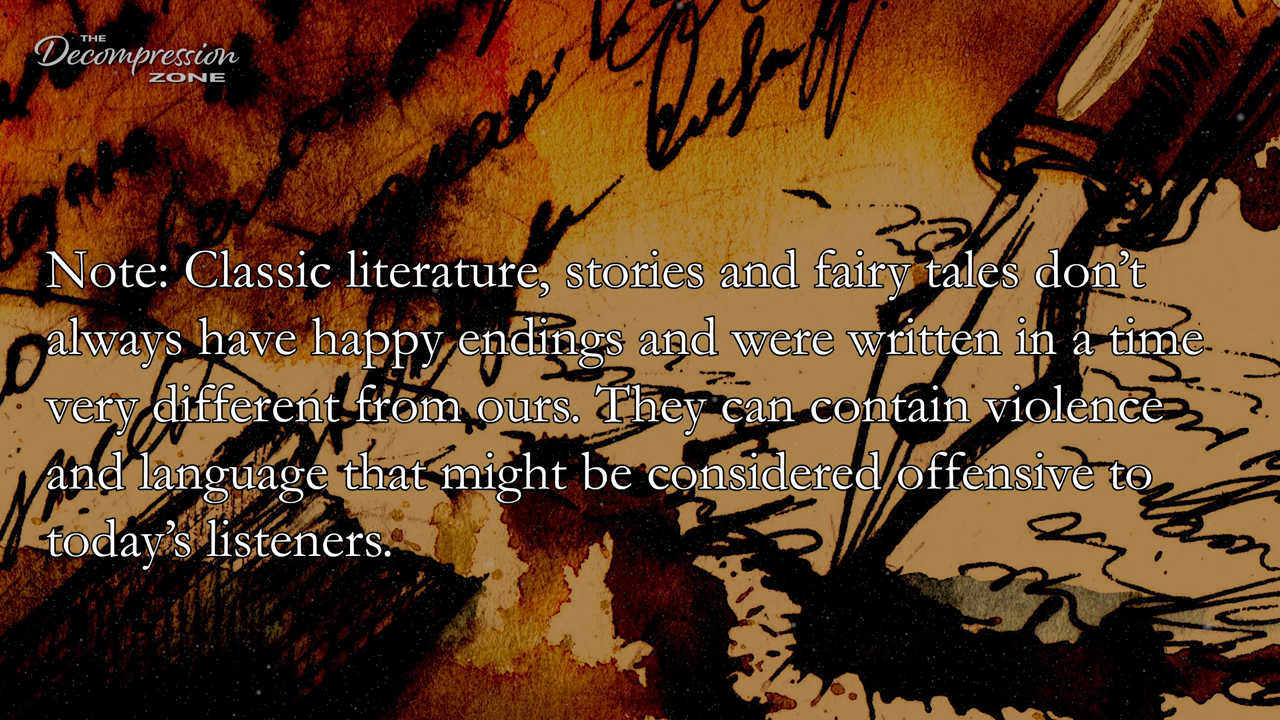 THE
Decompression
ZONE
Note: Classic literature, stories and fairy tales don’t
always have happy endings and were written in a time
very different from ours. They can contain violence
and language that might be considered offensive to
today’s listeners.